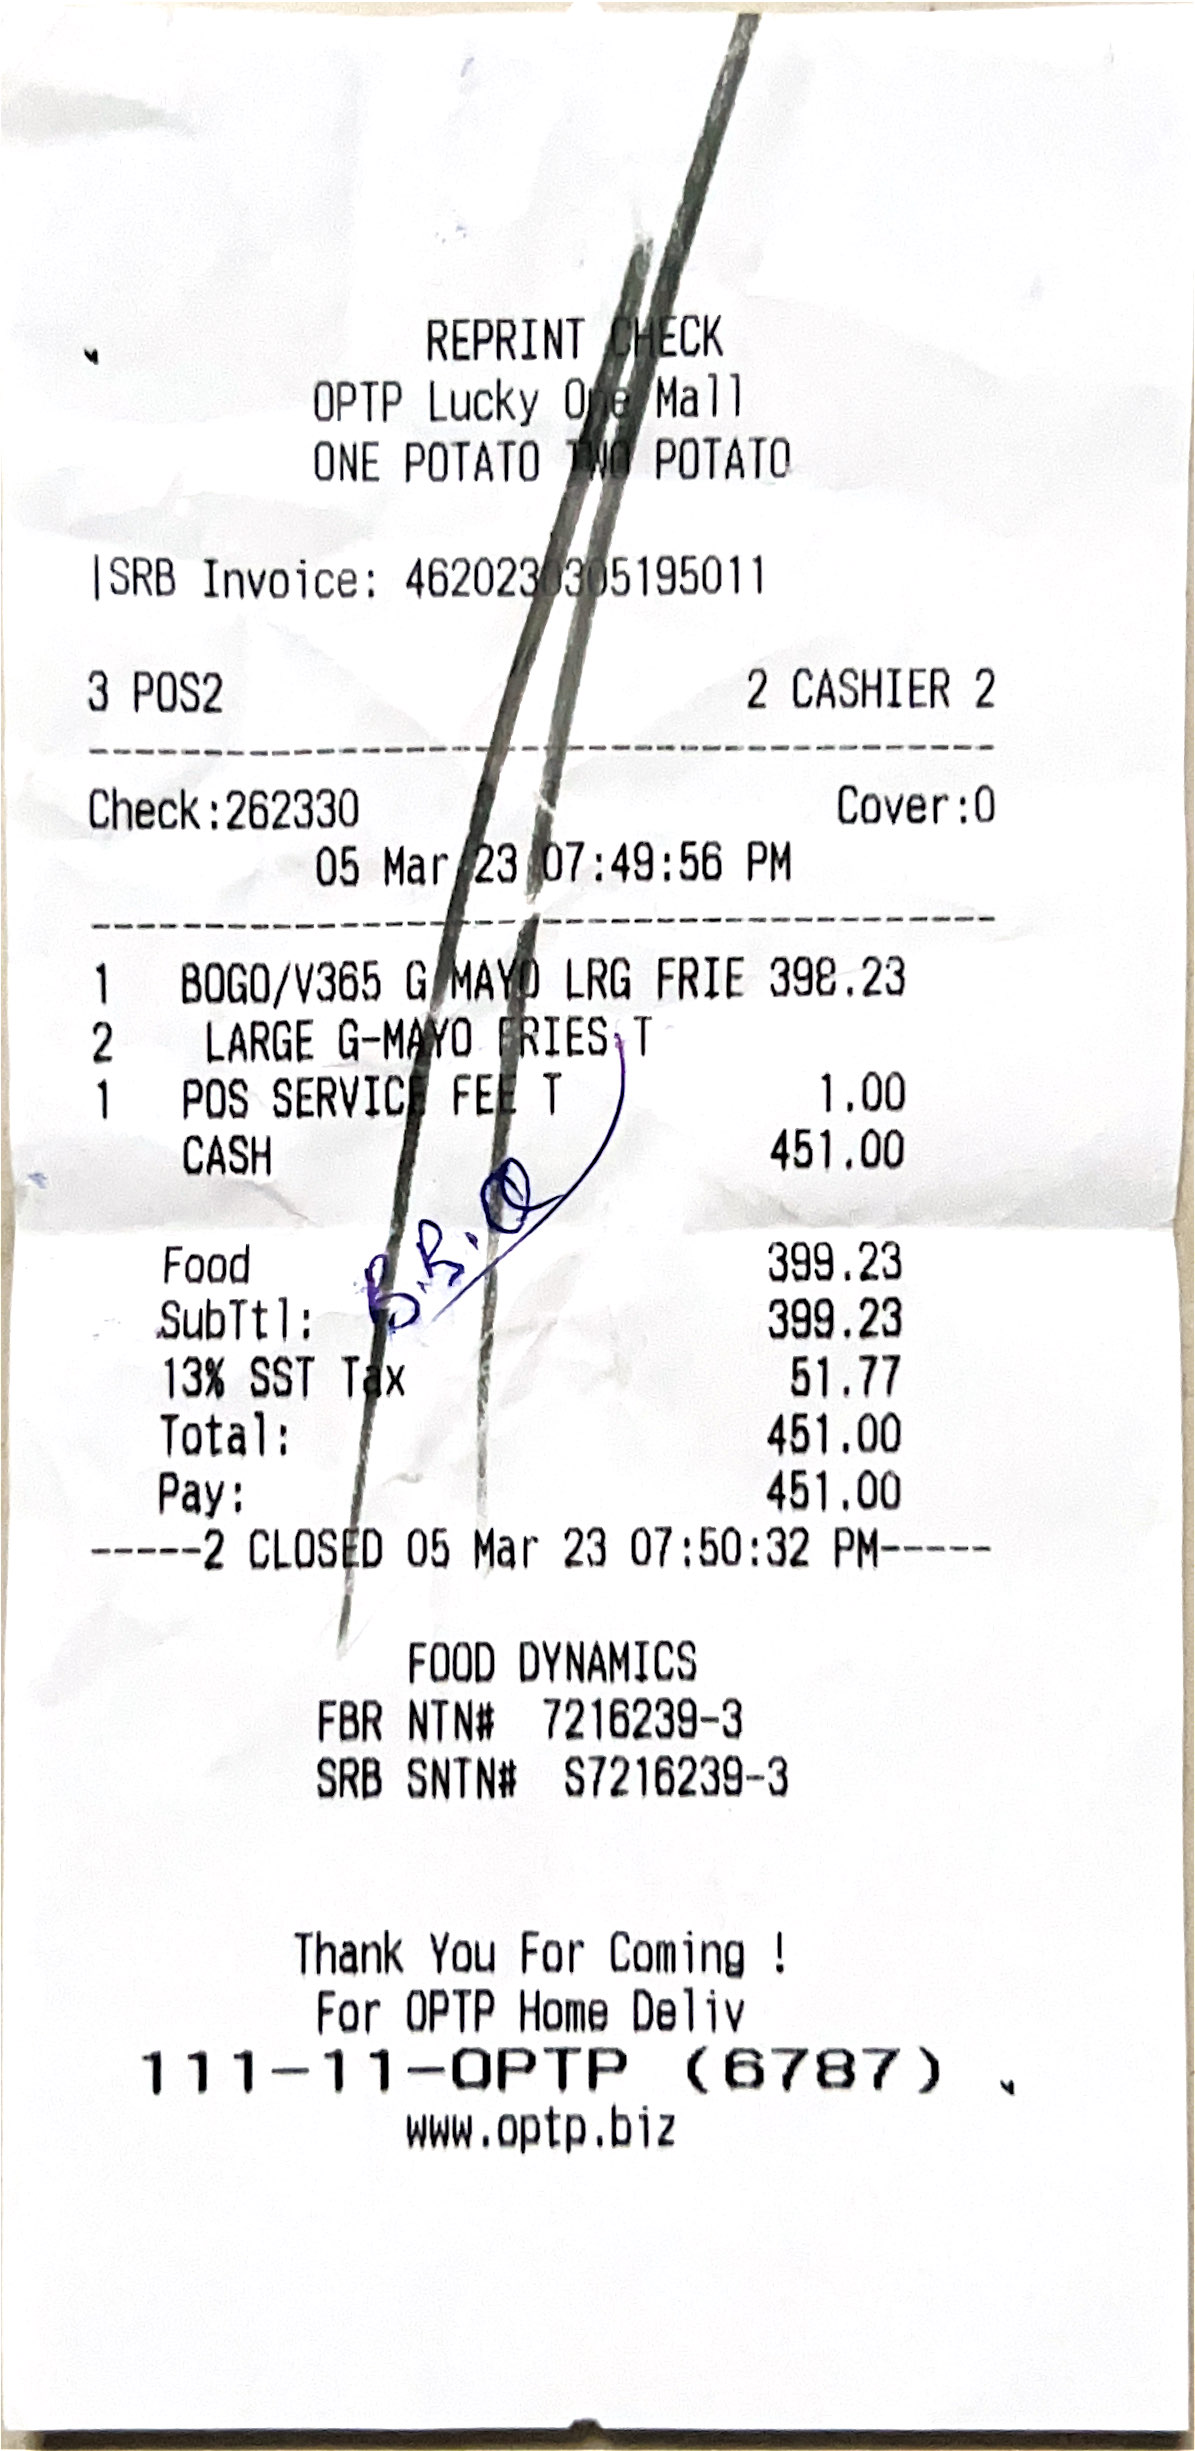 REPRINT CHECK
OPTP Lucky One Mall
ONE POTATO TWO POTATO
|SRB Invoice: 4620230305195011
3 POS2 2 CASHIER 2
Check:262330 Cover:0
05 Mar 23 07:49:56 PM
1 BOGO/V365 G MAYO LRG FRIE 398.23
2 LARGE G-MAYO FRIES T
1 POS SERVICE FEE T 1.00
CASH 451.00
Food 399.23
SubTtl: 399.23
13% SST Tax 51.77
Total: 451.00
Pay: 451.00
-----2 CLOSED 05 Mar 23 07:50:32 PM-----
FOOD DYNAMICS
FBR NTN# 7216239-3
SRB SNTN# S7216239-3
Thank You For Coming !
For OPTP Home Deliv
111-11-OPTP (6787)
www.optp.biz